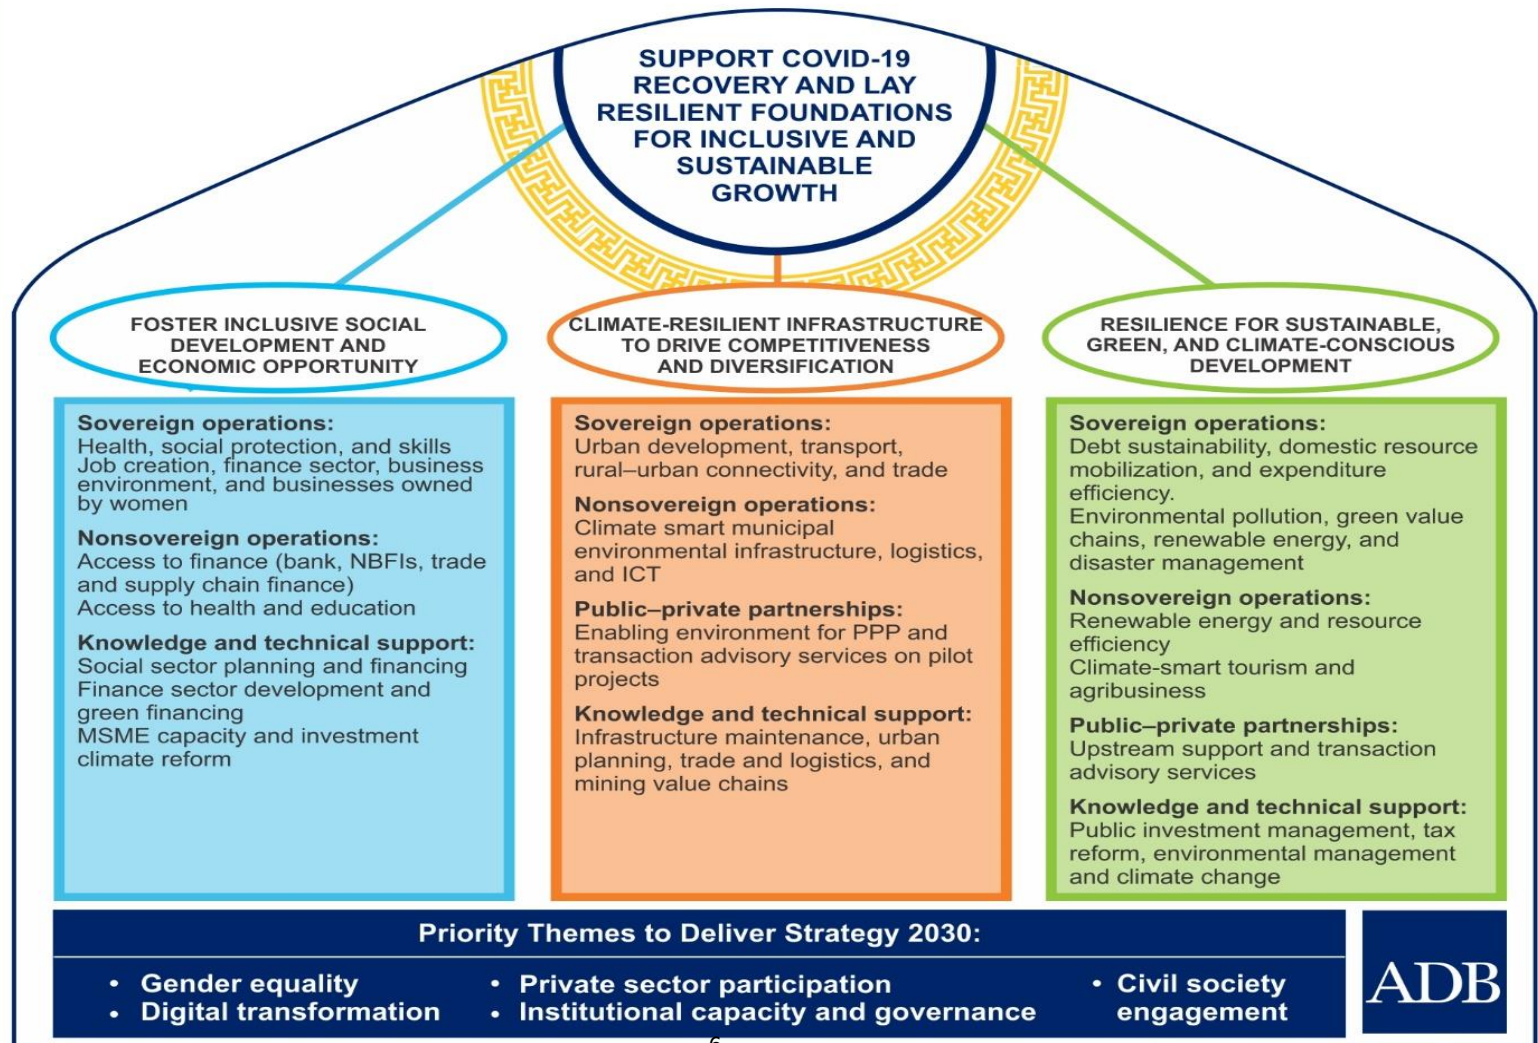 SUPPORT COVID-19
RECOVERY AND LAY
RESILIENT FOUNDATIONS
FOR INCLUSIVE AND
SUSTAINABLE
GROWTH
FOSTER INCLUSIVE SOCIAL
DEVELOPMENT AND
ECONOMIC OPPORTUNITY
Sovereign operations:
Health, social protection, and skills
Job creation, finance sector, business
environment, and businesses owned
by women
Nonsovereign operations:
Access to finance (bank, NBFIs, trade
and supply chain finance)
Access to health and education
Knowledge and technical support:
Social sector planning and financing
Finance sector development and
green financing
MSME capacity and investment
climate reform
CLIMATE-RESILIENT INFRASTRUCTURE
TO DRIVE COMPETITIVENESS
AND DIVERSIFICATION
Sovereign operations:
Urban development, transport,
rural–urban connectivity, and trade
Nonsovereign operations:
Climate smart municipal
environmental infrastructure, logistics,
and ICT
Public–private partnerships:
Enabling environment for PPP and
transaction advisory services on pilot
projects
Knowledge and technical support:
Infrastructure maintenance, urban
planning, trade and logistics, and
mining value chains
RESILIENCE FOR SUSTAINABLE,
GREEN, AND CLIMATE-CONSCIOUS
DEVELOPMENT
Sovereign operations:
Debt sustainability, domestic resource
mobilization, and expenditure
efficiency.
Environmental pollution, green value
chains, renewable energy, and
disaster management
Nonsovereign operations:
Renewable energy and resource
efficiency
Climate-smart tourism and
agribusiness
Public–private partnerships:
Upstream support and transaction
advisory services
Knowledge and technical support:
Public investment management, tax
reform, environmental management
and climate change
Priority Themes to Deliver Strategy 2030:
• Gender equality
• Digital transformation
• Private sector participation
• Institutional capacity and governance
• Civil society
engagement
ADB
6